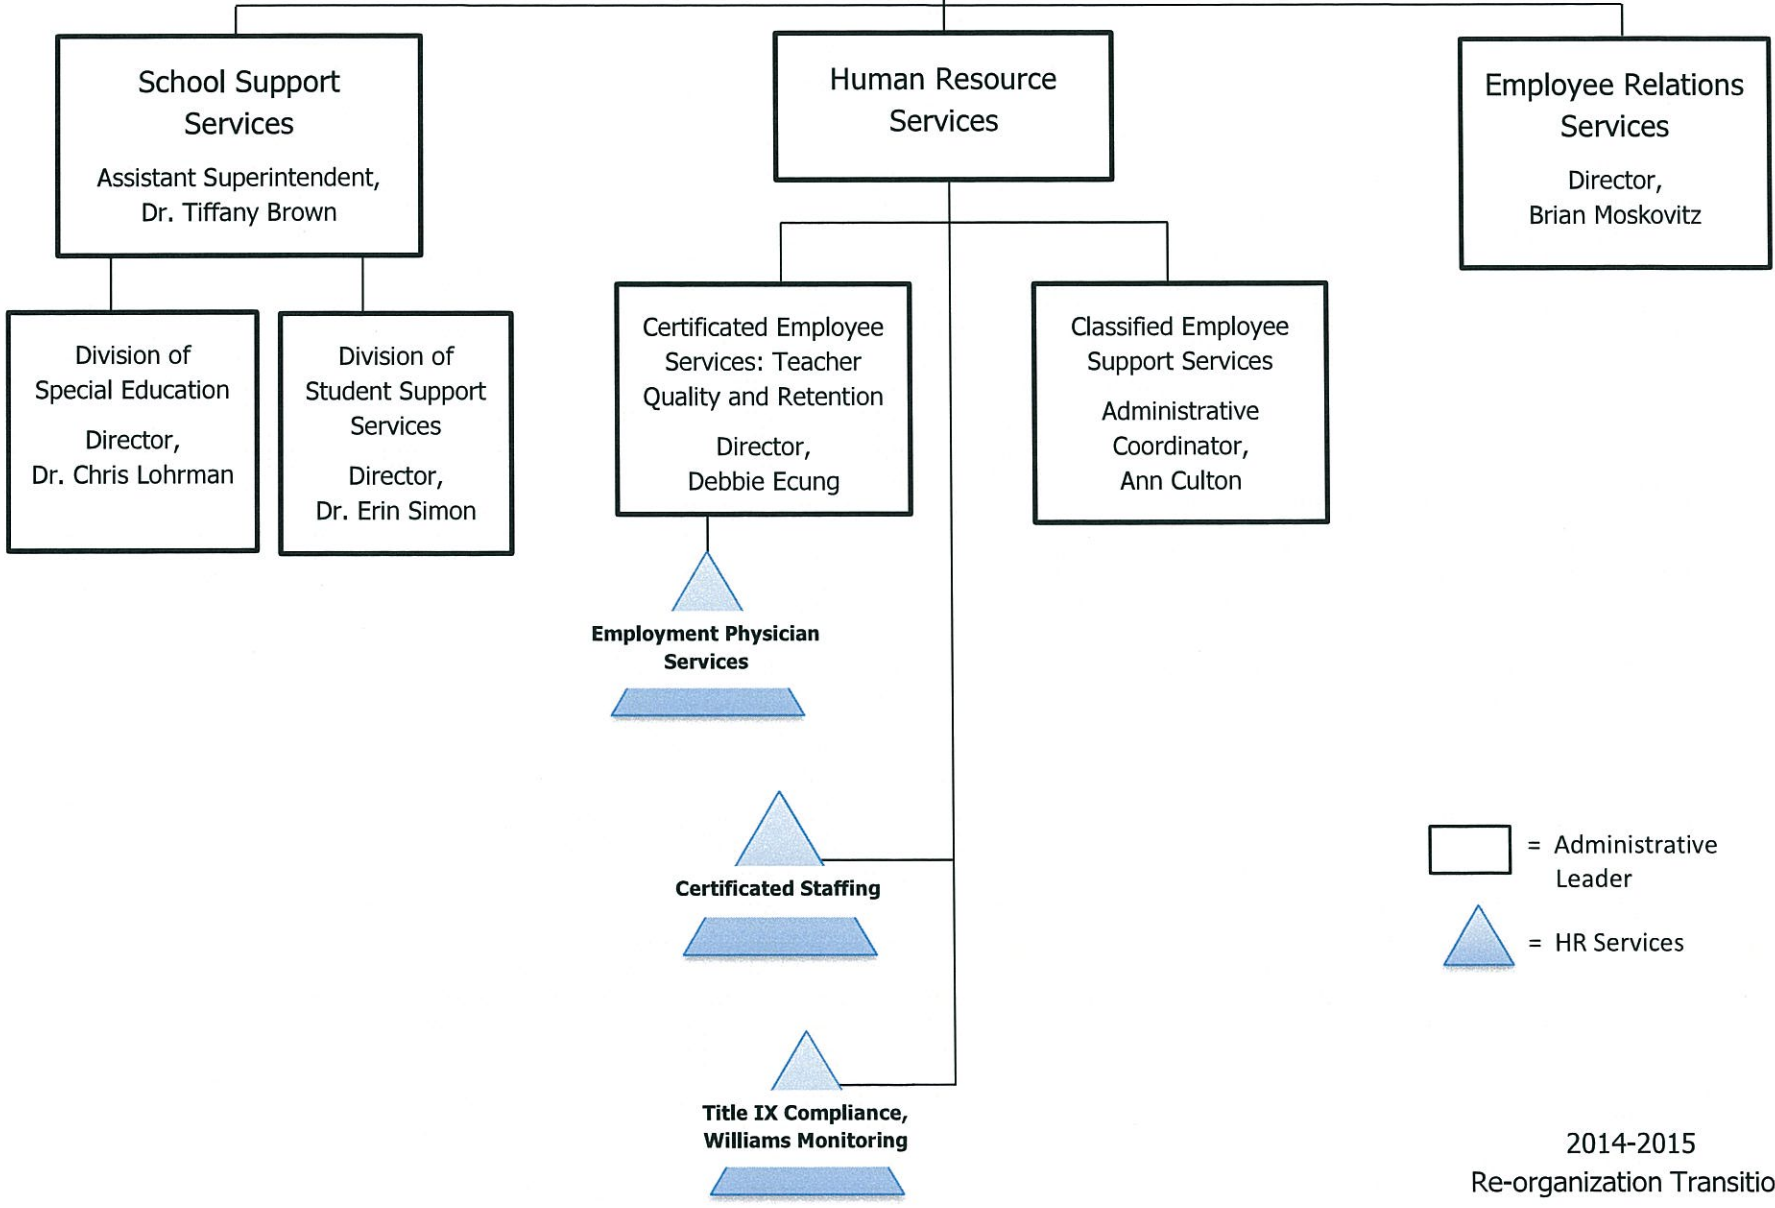 School Support
Services
Assistant Superintendent,
Dr. Tiffany Brown
Human Resource
Services
Employee Relations
Services
Director,
Brian Moskovitz
Division of
Special Education
Director,
Dr. Chris Lohrman
Division of
Student Support
Services
Director,
Dr. Erin Simon
Certificated Employee
Services: Teacher
Quality and Retention
Director,
Debbie Ecung
Classified Employee
Support Services
Administrative
Coordinator,
Ann Culton
Employment Physician
Services
Certificated Staffing
Title IX Compliance,
Williams Monitoring
= Administrative
Leader
= HR Services
2014-2015
Re-organization Transitio